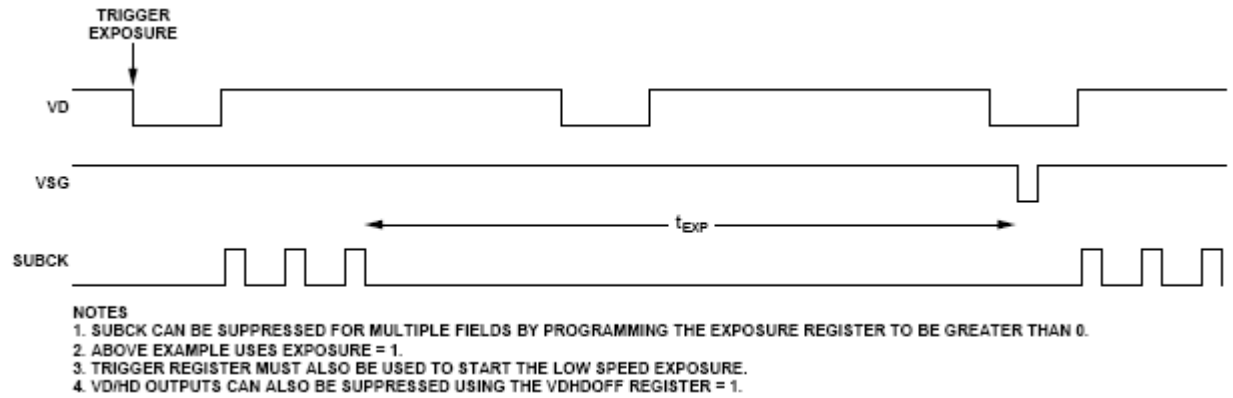 TRIGGER
EXPOSURE
VD
VSG
tEXP
SUBCK
NOTES
1. SUBCK CAN BE SUPPRESSED FOR MULTIPLE FIELDS BY PROGRAMMING THE EXPOSURE REGISTER TO BE GREATER THAN 0.
2. ABOVE EXAMPLE USES EXPOSURE = 1.
3. TRIGGER REGISTER MUST ALSO BE USED TO START THE LOW SPEED EXPOSURE.
4. VD/HD OUTPUTS CAN ALSO BE SUPPRESSED USING THE VDHDOFF REGISTER = 1.